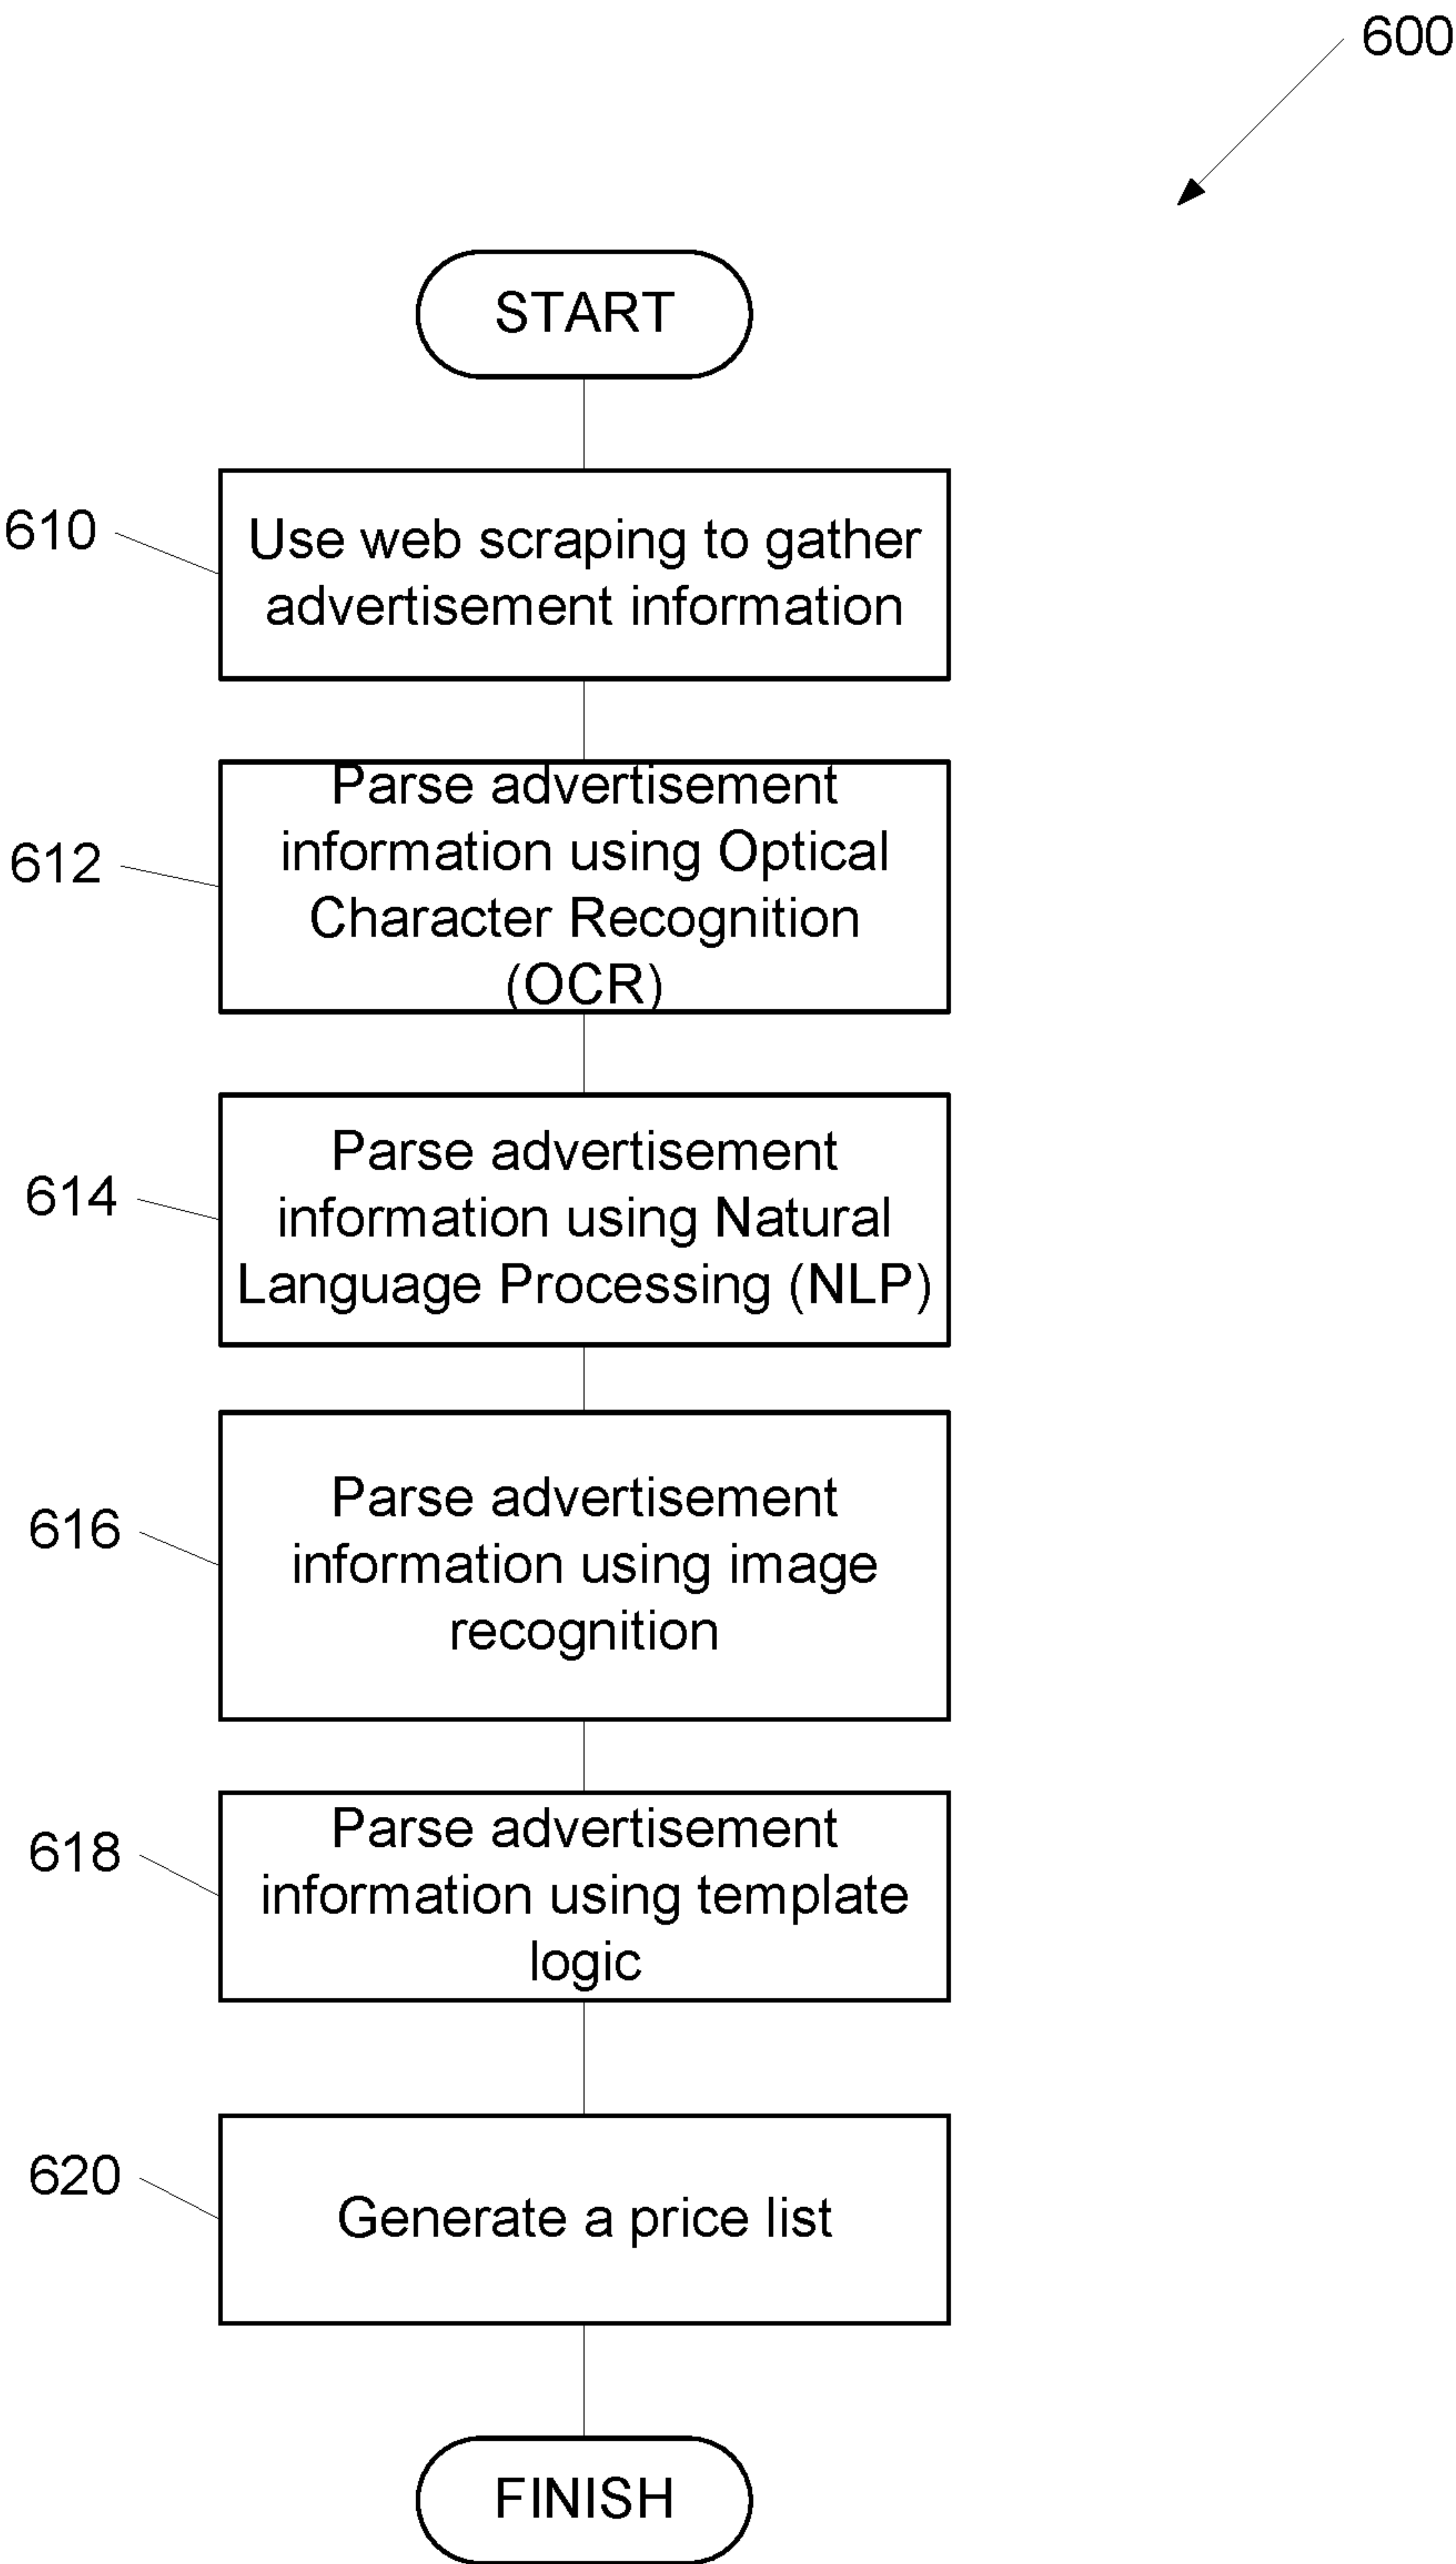 600
START
610
Use web scraping to gather
advertisement information
612
Parse advertisement
information using Optical
Character Recognition
(OCR)
614
Parse advertisement
information using Natural
Language Processing (NLP)
616
Parse advertisement
information using image
recognition
618
Parse advertisement
information using template
logic
620
Generate a price list
FINISH